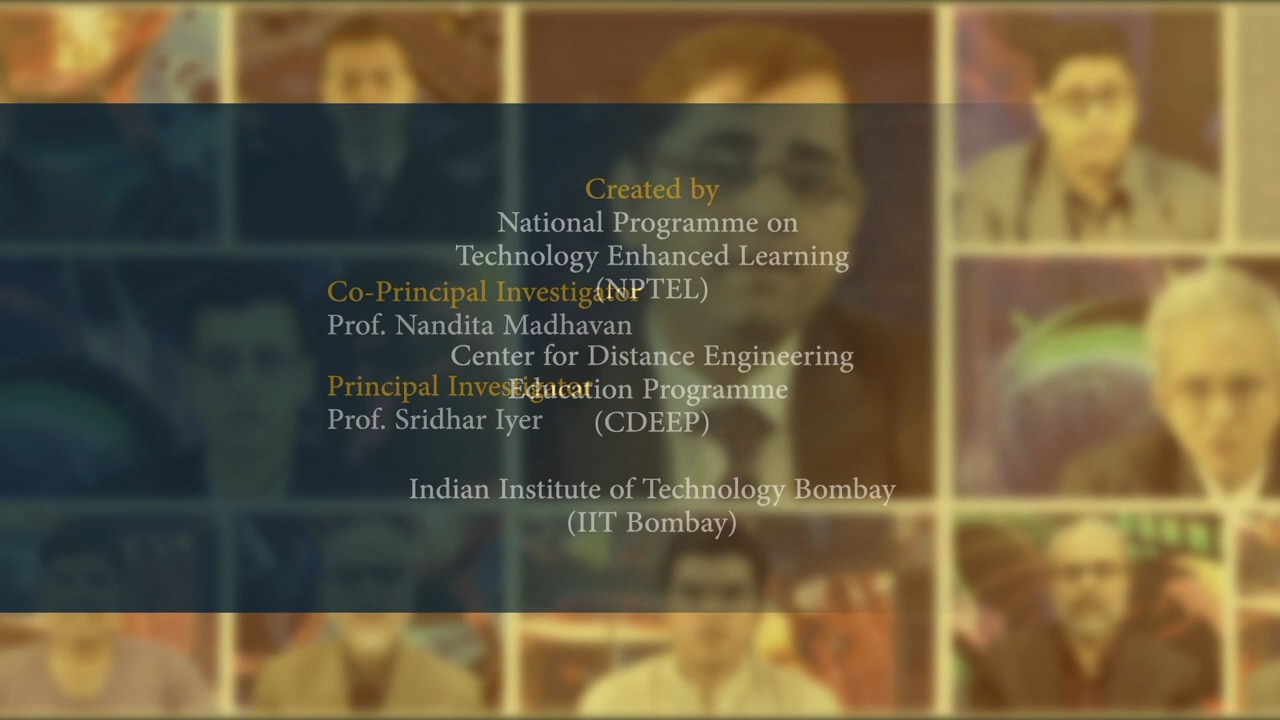 Created by
National Programme on
Technology Enhanced Learning
(NPTEL)
Co-Principal Investigator
Prof. Nandita Madhavan
Center for Distance Engineering
Education Programme
(CDEEP)
Principal Investigator
Prof. Sridhar Iyer
Indian Institute of Technology Bombay
(IIT Bombay)